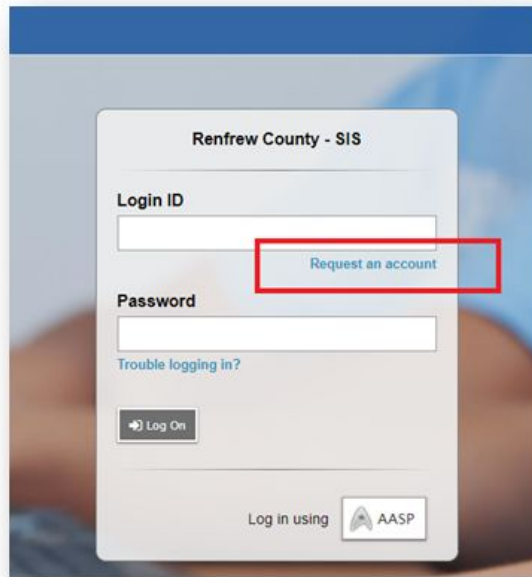 Renfrew County - SIS
Login ID
Request an account
Password
Trouble logging in?
Log On
Log in using AASP